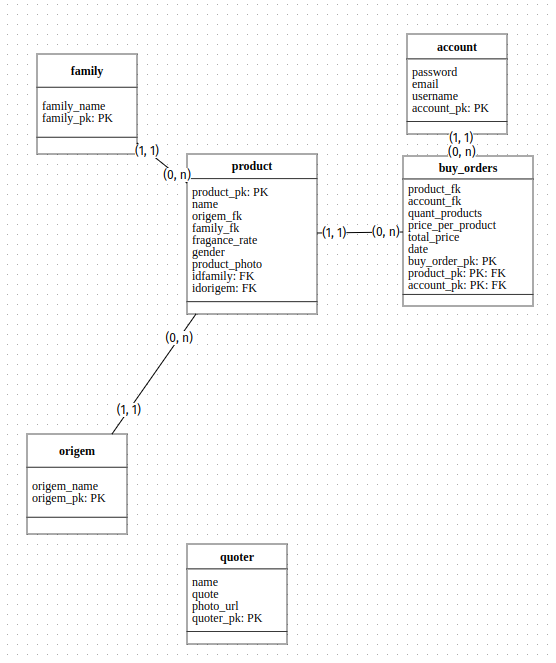 account
password
email
username
account_pk: PK
family
family_name
family_pk: PK
(1, 1)
(0, n)
(1, 1)
(0, n)
product
product_pk: PK
name
origem_fk
family_fk
fragance_rate
gender
product_photo
idfamily: FK
idorigem: FK
buy_orders
product_fk
account_fk
quant_products
price_per_product
total_price
date
buy_order_pk: PK
product_pk: PK: FK
account_pk: PK: FK
(1, 1)
(0, n)
(0, n)
(1, 1)
origem
origem_name
origem_pk: PK
quoter
name
quote
photo_url
quoter_pk: PK